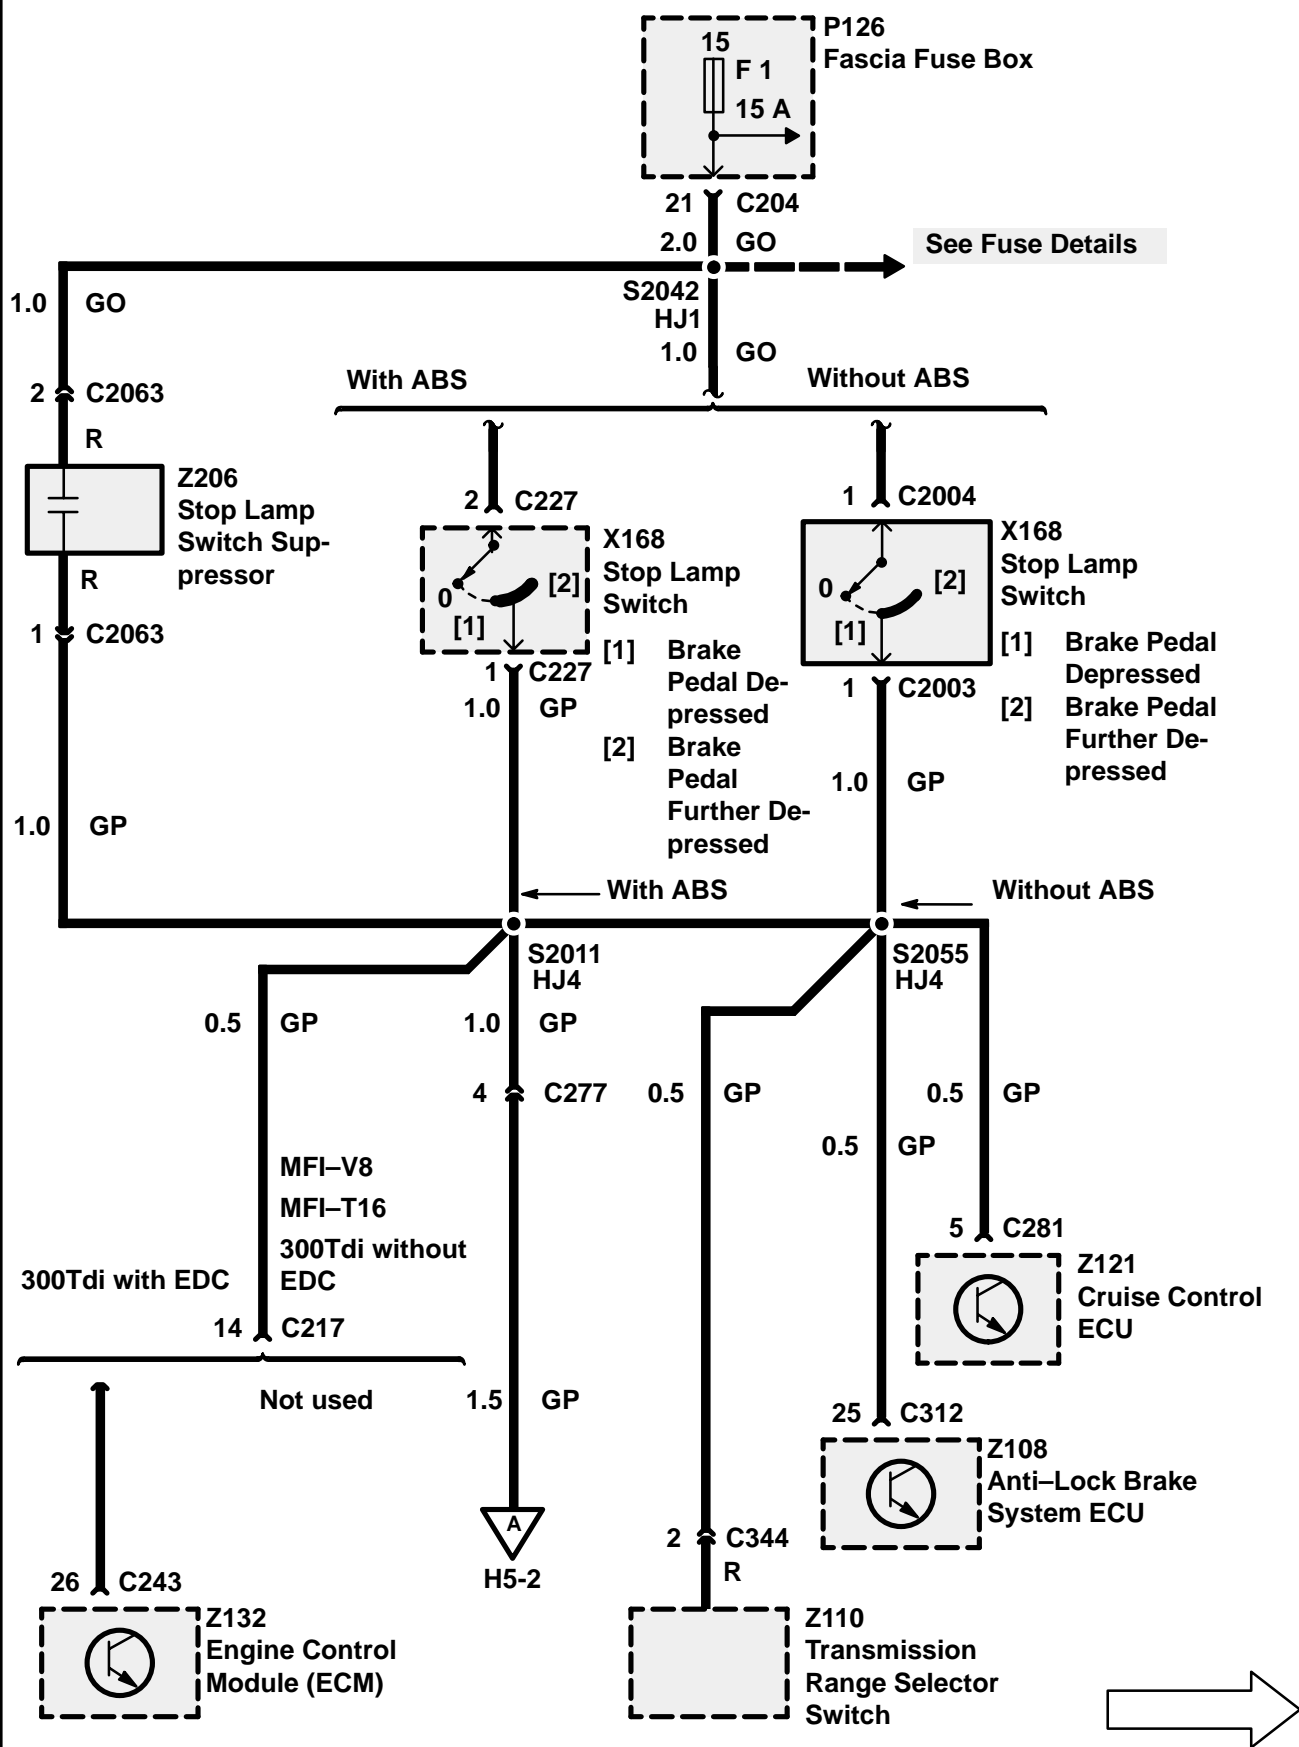 P126
Fascia Fuse Box
15
F 1
15 A
21 C204
2.0 GO
See Fuse Details
S2042
HJ1
1.0 GO
1.0 GO
With ABS
Without ABS
2 C2063
R
Z206
Stop Lamp
Switch Sup-
pressor
R
1 C2063
2 C227
X168
Stop Lamp
Switch
0
[1]
[2]
[1] Brake
Pedal De-
pressed
[2] Brake
Pedal
Further De-
pressed
1 C227
1.0 GP
1 C2004
X168
Stop Lamp
Switch
0
[1]
[2]
[1] Brake Pedal
Depressed
[2] Brake Pedal
Further De-
pressed
1 C2003
1.0 GP
1.0 GP
With ABS
Without ABS
S2011
HJ4
S2055
HJ4
0.5 GP
1.0 GP
4 C277
0.5 GP
0.5 GP
0.5 GP
MFI–V8
MFI–T16
300Tdi without
EDC
300Tdi with EDC
14 C217
Not used
1.5 GP
5 C281
Z121
Cruise Control
ECU
25 C312
Z108
Anti–Lock Brake
System ECU
A
H5-2
2 C344
R
26 C243
Z132
Engine Control
Module (ECM)
Z110
Transmission
Range Selector
Switch